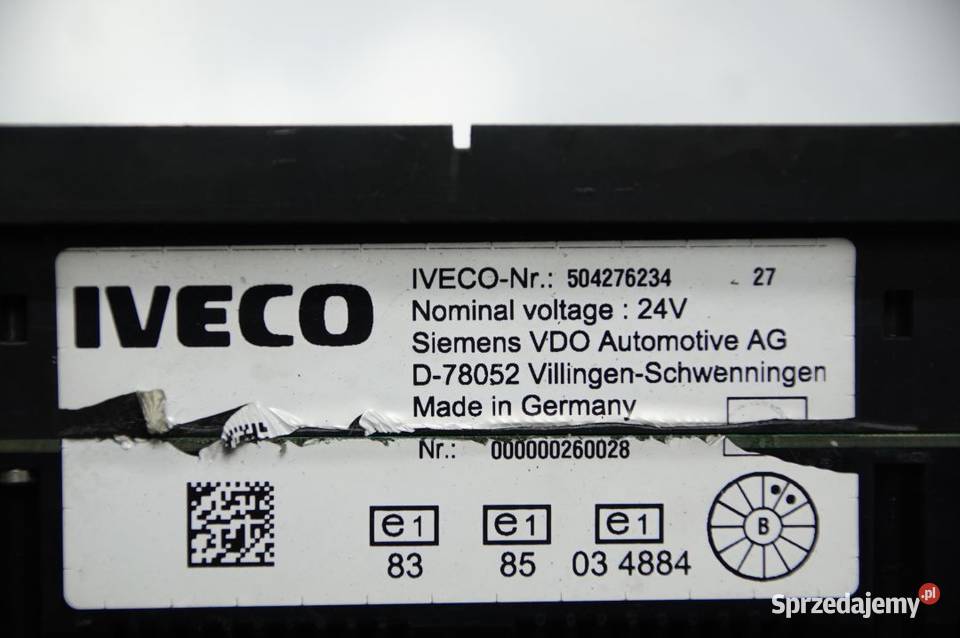 IVECO
IVECO-Nr.: 504276234 - 27
Nominal voltage : 24V
Siemens VDO Automotive AG
D-78052 Villingen-Schwenningen
Made in Germany
Nr.: 000000260028
e1 e1 e1
83 85 03 4884
B
Sprzedajemy.pl